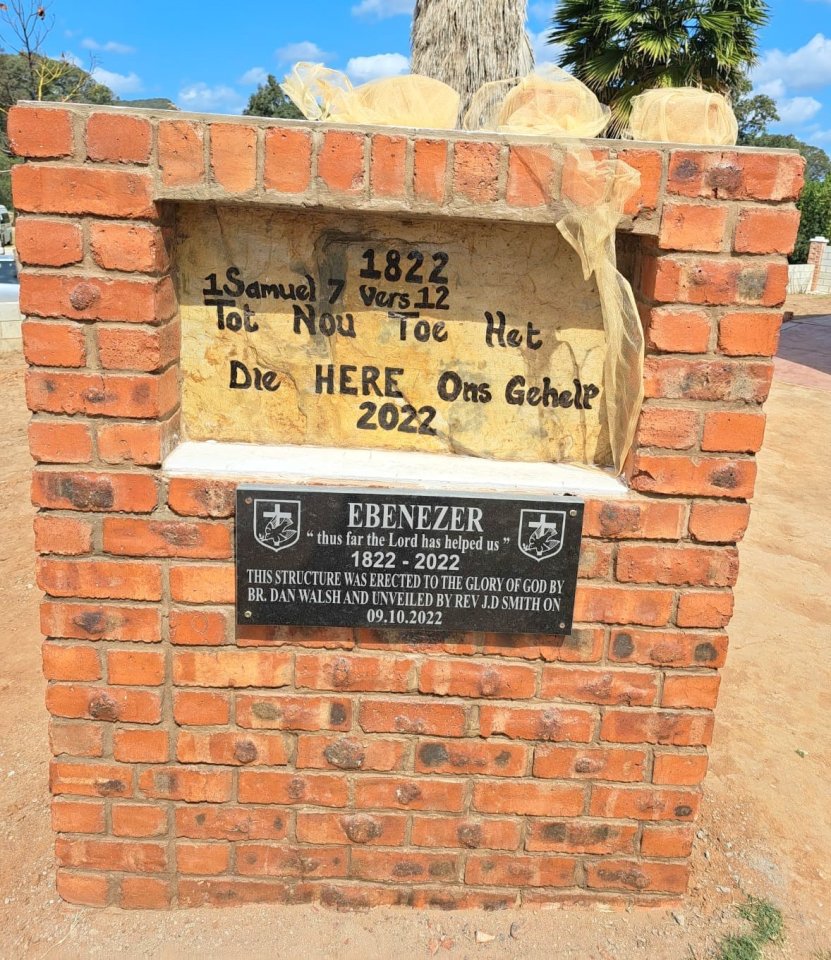 1822
1 Samuel 7 Vers 12
Tot Nou Toe Het
Die HERE Ons Gehelp
2022
EBENEZER
" thus far the Lord has helped us "
1822 - 2022
THIS STRUCTURE WAS ERECTED TO THE GLORY OF GOD BY
BR. DAN WALSH AND UNVEILED BY REV J.D SMITH ON
09.10.2022